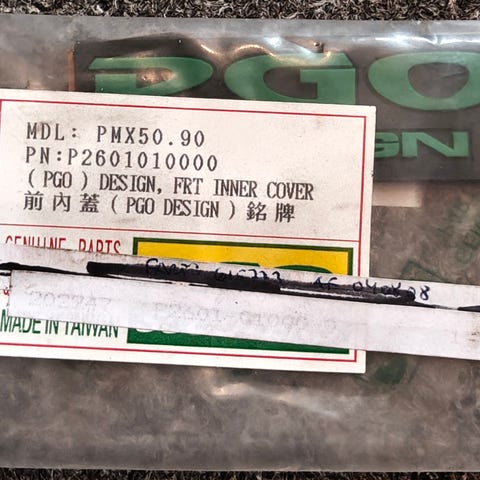 PGO
DESIGN
MDL: PMX50.90
PN:P2601010000
( PGO ) DESIGN, FRT INNER COVER
前內蓋 ( PGO DESIGN ) 銘牌
GENUINE PARTS
MADE IN TAIWAN